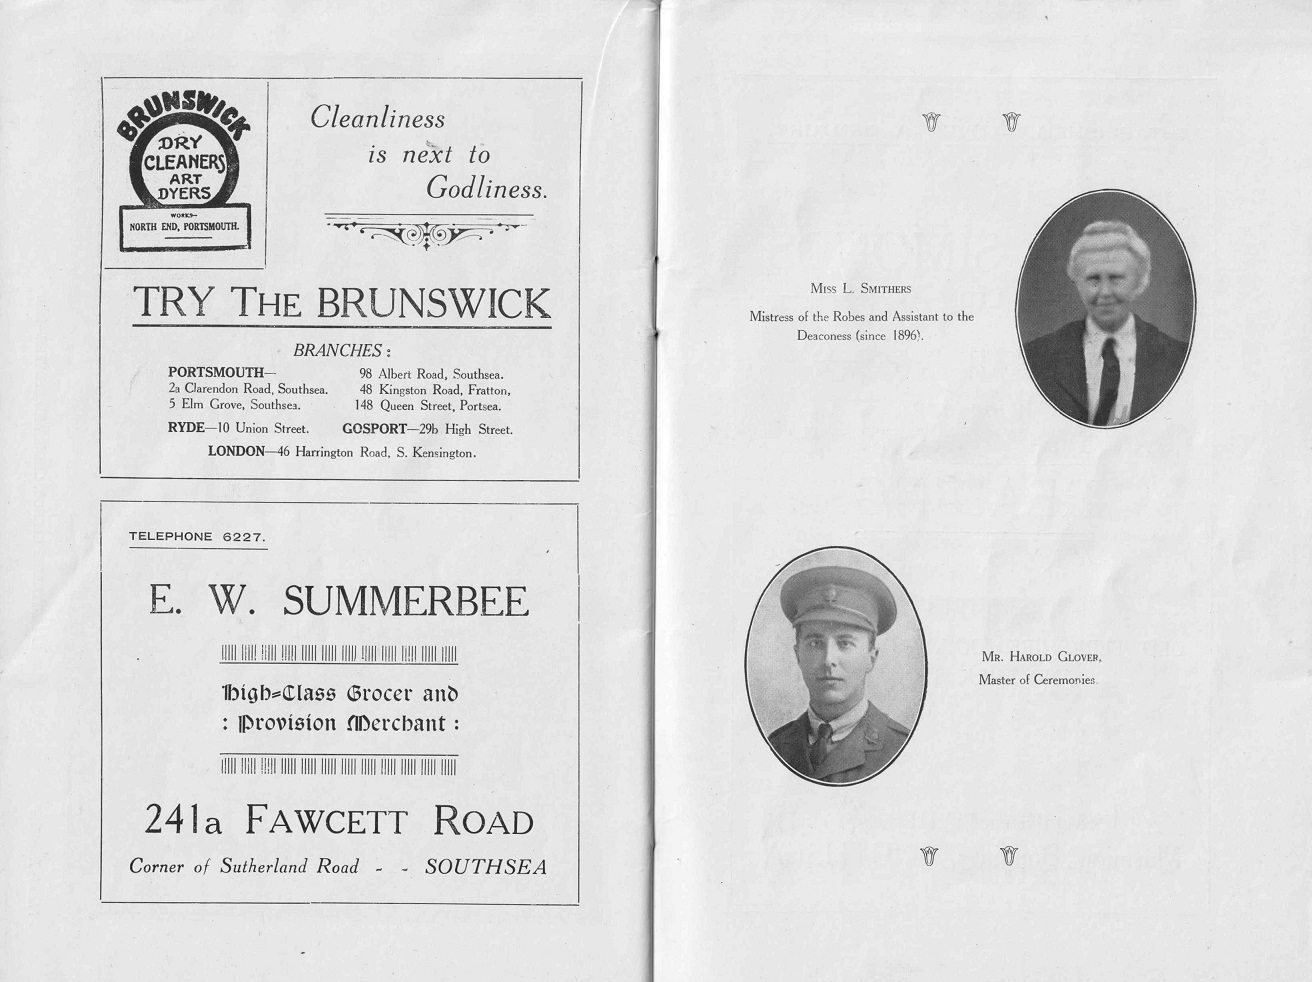 BRUNSWICK
DRY
CLEANERS
ART
DYERS
WORKS—
NORTH END, PORTSMOUTH.
Cleanliness
is next to
Godliness.
TRY THE BRUNSWICK
BRANCHES :
PORTSMOUTH—
2a Clarendon Road, Southsea.
5 Elm Grove, Southsea.
98 Albert Road, Southsea.
48 Kingston Road, Fratton,
148 Queen Street, Portsea.
RYDE—10 Union Street. GOSPORT—29b High Street.
LONDON—46 Harrington Road, S. Kensington.
TELEPHONE 6227.
E. W. SUMMERBEE
High-Class Grocer and
: Provision Merchant :
241a FAWCETT ROAD
Corner of Sutherland Road - - SOUTHSEA
MISS L. SMITHERS
Mistress of the Robes and Assistant to the
Deaconess (since 1896).
MR. HAROLD GLOVER,
Master of Ceremonies.